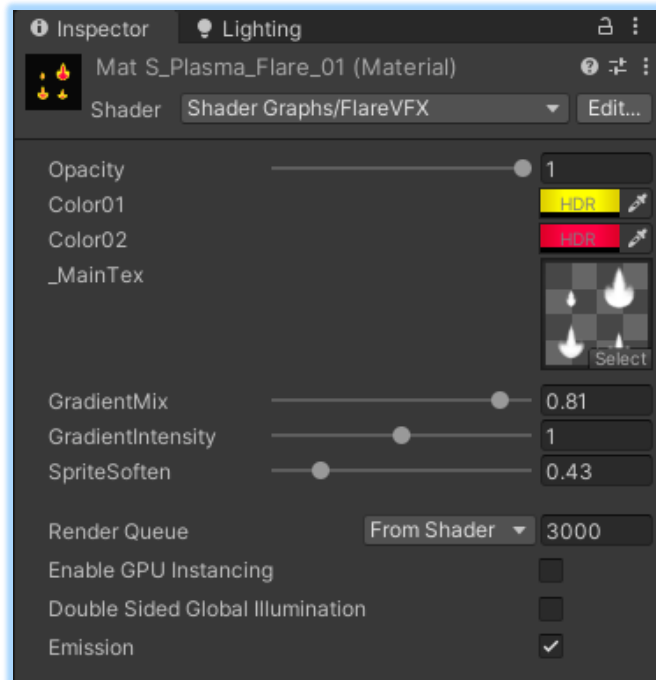 Inspector
Lighting
Mat S_Plasma_Flare_01 (Material)
Shader Shader Graphs/FlareVFX Edit...
Opacity 1
Color01 HDR
Color02 HDR
_MainTex
Select
GradientMix 0.81
GradientIntensity 1
SpriteSoften 0.43
Render Queue From Shader 3000
Enable GPU Instancing
Double Sided Global Illumination
Emission